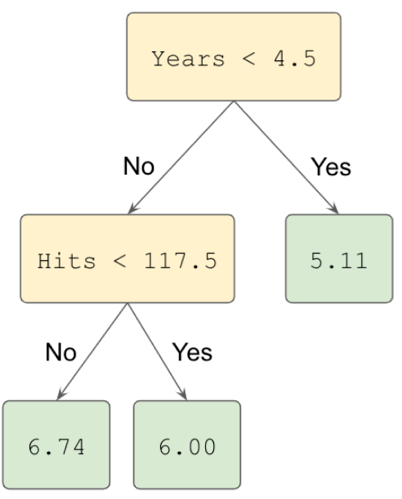 Years < 4.5
No
Yes
Hits < 117.5
5.11
No
Yes
6.74
6.00